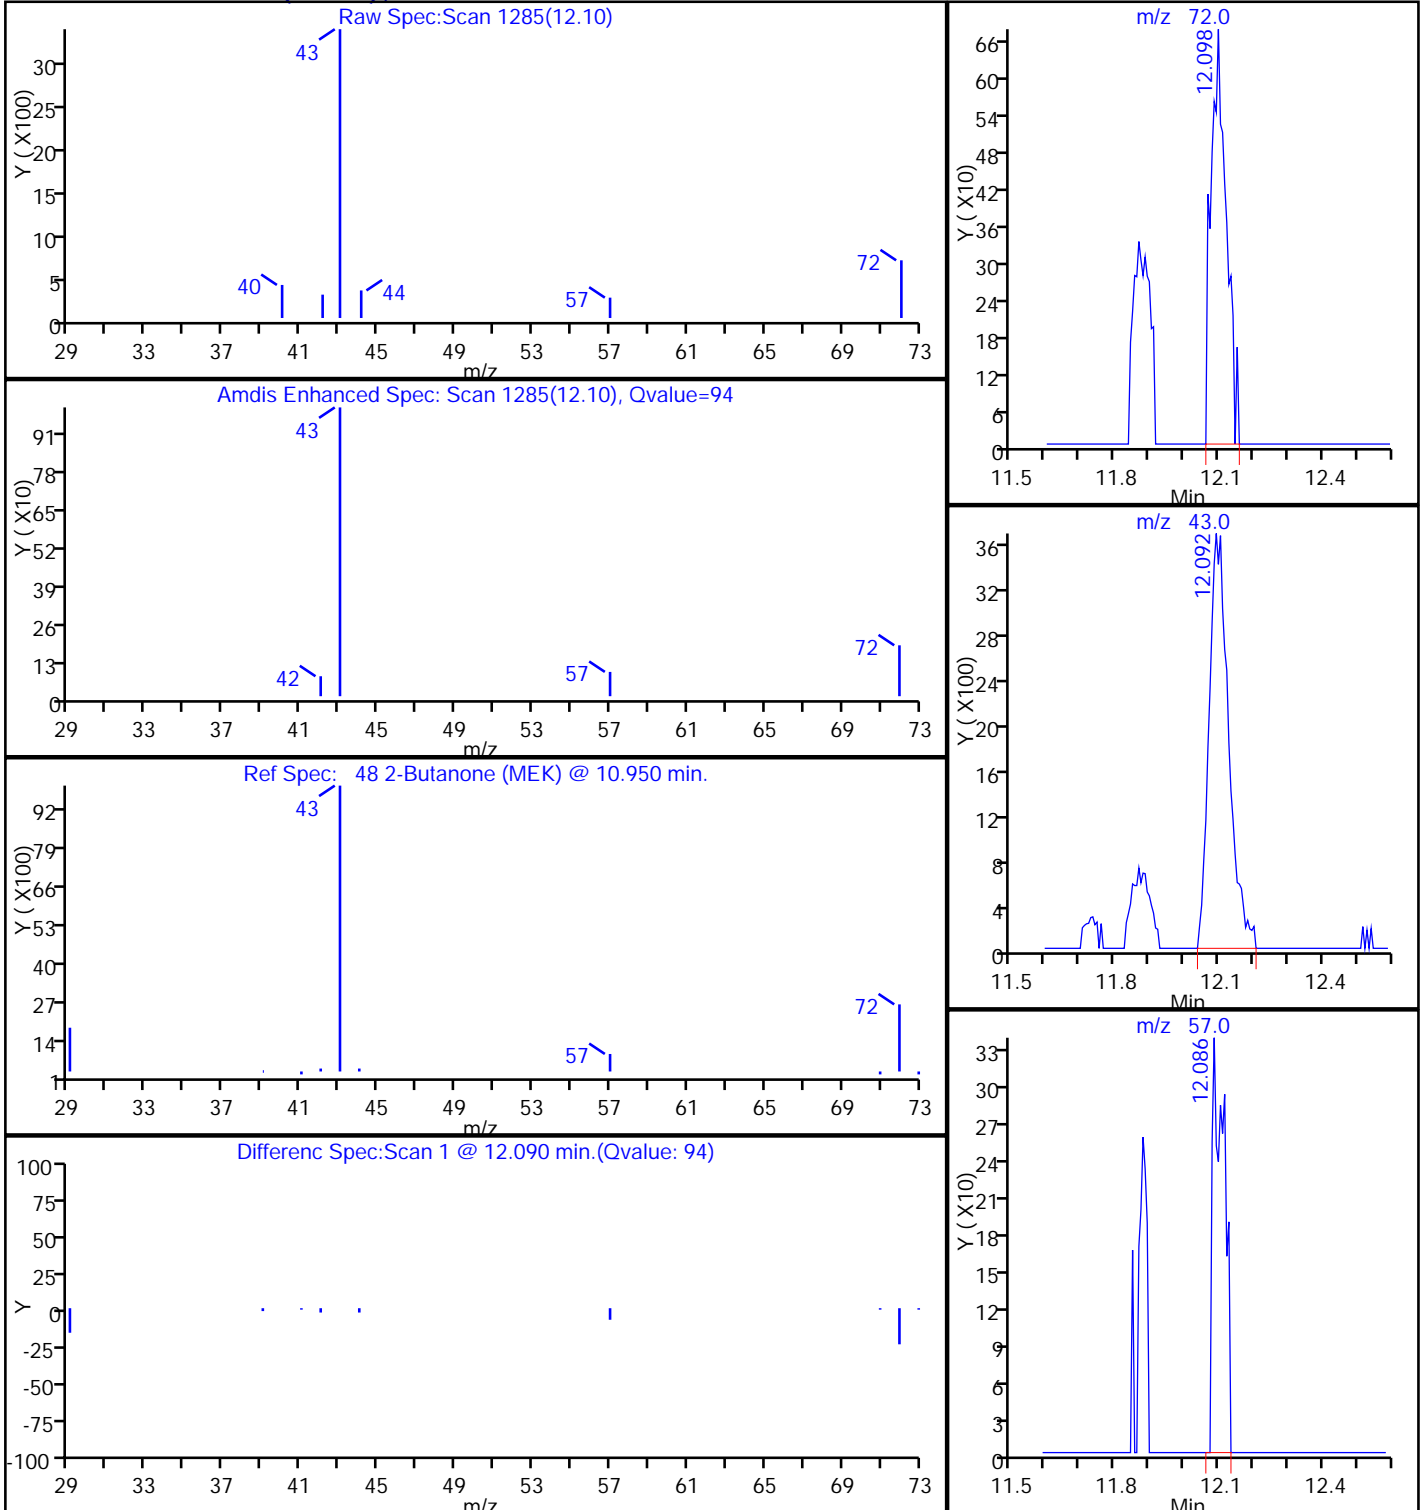 Raw Spec:Scan 1285(12.10)
Y ( X100)
30
25
20
15
10
5
0
43
40
44
57
72
29 33 37 41 45 49 53 57 61 65 69 73
m/z
Amdis Enhanced Spec: Scan 1285(12.10), Qvalue=94
Y ( X10)
91
78
65
52
39
26
13
0
43
42
57
72
29 33 37 41 45 49 53 57 61 65 69 73
m/z
Ref Spec: 48 2-Butanone (MEK) @ 10.950 min.
Y ( X100)
92
79
66
53
40
27
14
1
43
57
72
29 33 37 41 45 49 53 57 61 65 69 73
m/z
Differenc Spec:Scan 1 @ 12.090 min.(Qvalue: 94)
Y
100
75
50
25
0
-25
-50
-75
-100
29 33 37 41 45 49 53 57 61 65 69 73
m/z
m/z 72.0
12.098
Y ( X10)
66
60
54
48
42
36
30
24
18
12
6
0
11.5 11.8 12.1 12.4
Min
m/z 43.0
12.092
Y ( X100)
36
32
28
24
20
16
12
8
4
0
11.5 11.8 12.1 12.4
Min
m/z 57.0
12.086
Y ( X10)
33
30
27
24
21
18
15
12
9
6
3
0
11.5 11.8 12.1 12.4
Min